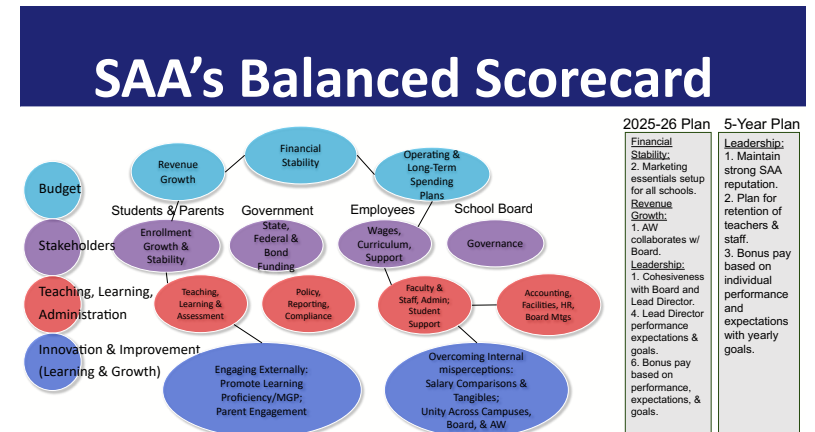 SAA's Balanced Scorecard
2025-26 Plan
5-Year Plan
Budget
Revenue
Growth
Financial
Stability
Operating &
Long-Term
Spending
Plans
Students & Parents
Government
Employees
School Board
Stakeholders
Enrollment
Growth &
Stability
State,
Federal &
Bond
Funding
Wages,
Curriculum,
Support
Governance
Teaching, Learning,
Administration
Teaching,
Learning &
Assessment
Policy,
Reporting,
Compliance
Faculty &
Staff, Admin;
Student
Support
Accounting,
Facilities, HR,
Board Mtgs
Innovation & Improvement
(Learning & Growth)
Engaging Externally:
Promote Learning
Proficiency/MGP;
Parent Engagement
Overcoming Internal
misperceptions:
Salary Comparisons &
Tangibles;
Unity Across Campuses,
Board, & AW
Financial
Stability:
2. Marketing
essentials setup
for all schools.
Revenue
Growth:
1. AW
collaborates w/
Board.
Leadership:
1. Cohesiveness
with Board and
Lead Director.
4. Lead Director
performance
expectations &
goals.
6. Bonus pay
based on
performance,
expectations, &
goals.
Leadership:
1. Maintain
strong SAA
reputation.
2. Plan for
retention of
teachers &
staff.
3. Bonus pay
based on
individual
performance
and
expectations
with yearly
goals.